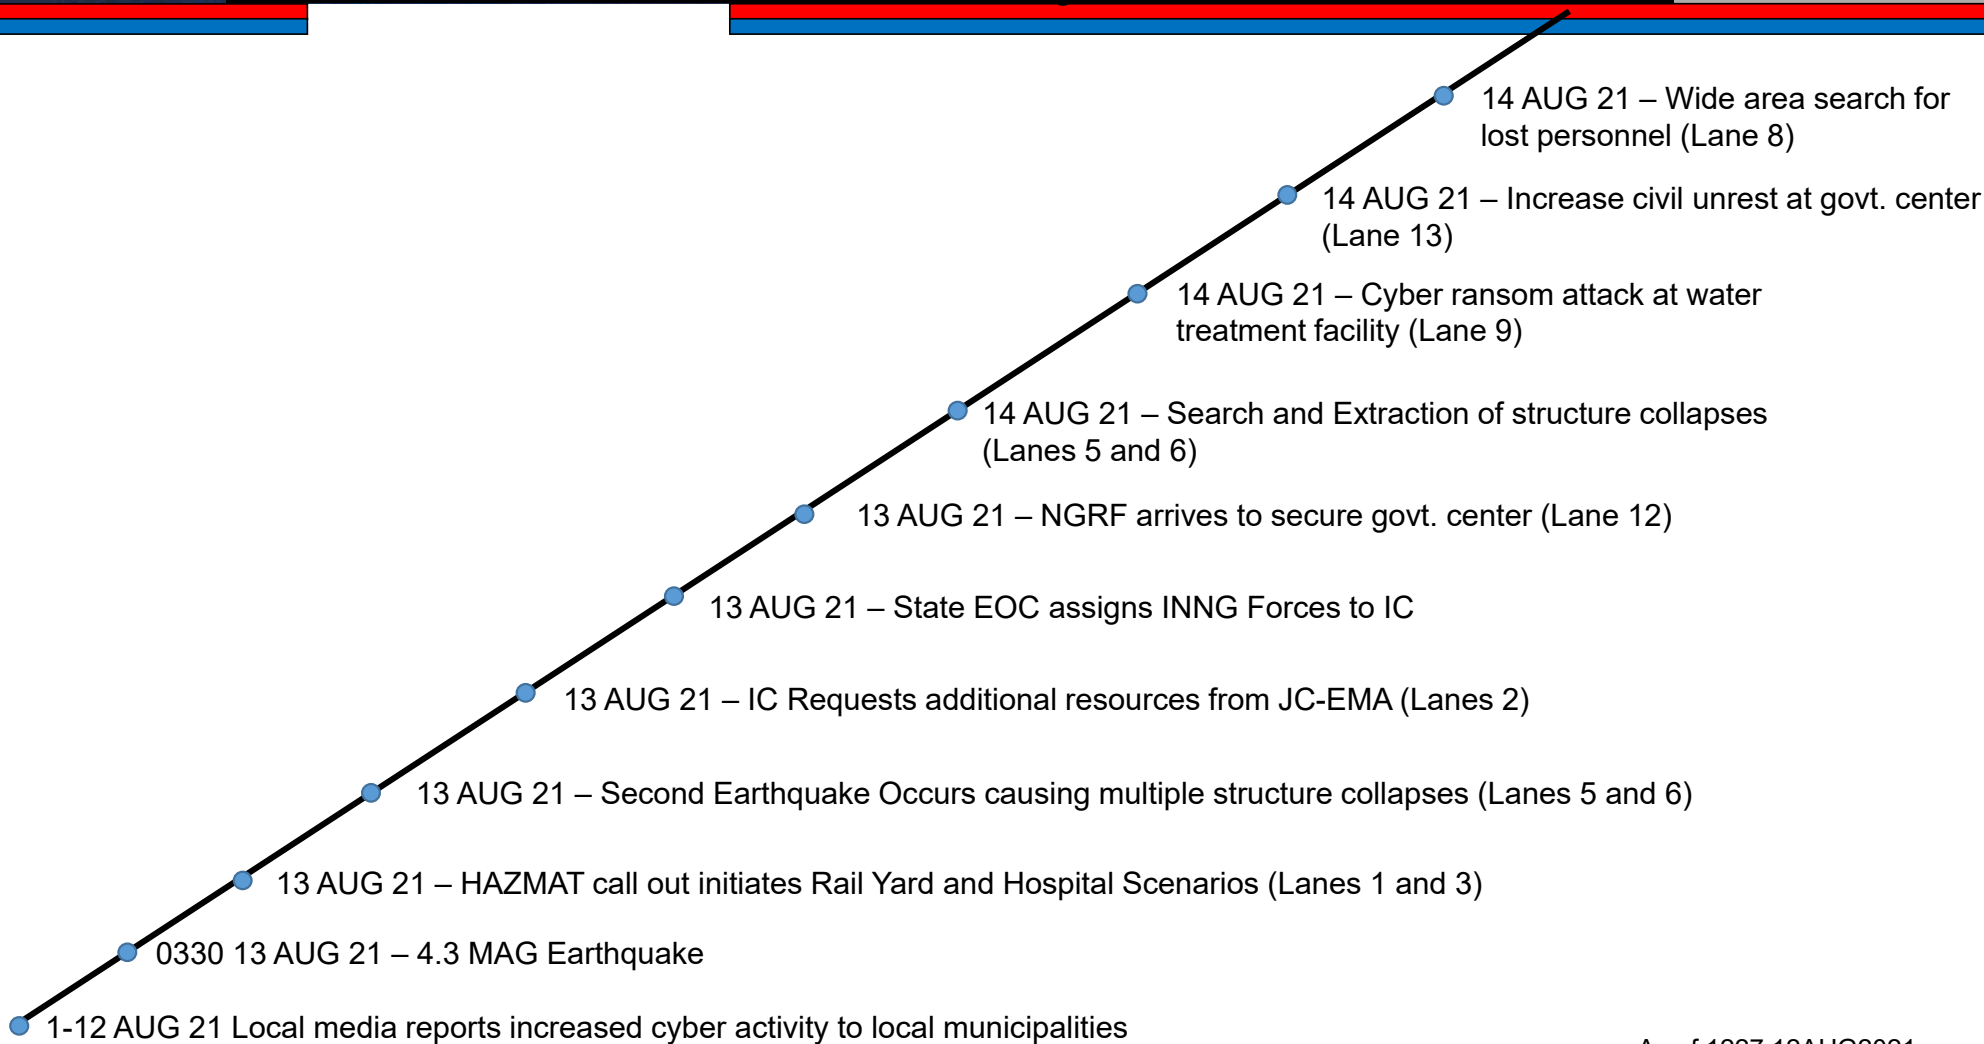 14 AUG 21 – Wide area search for
lost personnel (Lane 8)
14 AUG 21 – Increase civil unrest at govt. center
(Lane 13)
14 AUG 21 – Cyber ransom attack at water
treatment facility (Lane 9)
14 AUG 21 – Search and Extraction of structure collapses
(Lanes 5 and 6)
13 AUG 21 – NGRF arrives to secure govt. center (Lane 12)
13 AUG 21 – State EOC assigns INNG Forces to IC
13 AUG 21 – IC Requests additional resources from JC-EMA (Lanes 2)
13 AUG 21 – Second Earthquake Occurs causing multiple structure collapses (Lanes 5 and 6)
13 AUG 21 – HAZMAT call out initiates Rail Yard and Hospital Scenarios (Lanes 1 and 3)
0330 13 AUG 21 – 4.3 MAG Earthquake
1-12 AUG 21 Local media reports increased cyber activity to local municipalities
As of